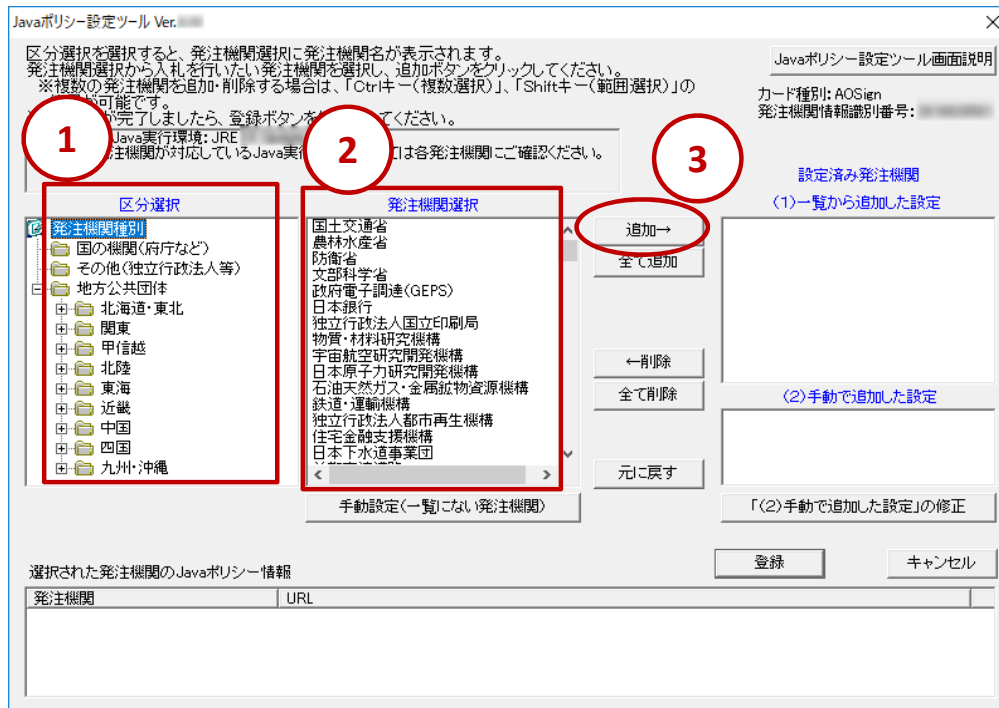 Javaポリシー設定ツール Ver.
区分選択を選択すると、発注機関選択に発注機関名が表示されます。
発注機関選択から入札を行いたい発注機関を選択し、追加ボタンをクリックしてください。
※複数の発注機関を追加・削除する場合は、「Ctrlキー(複数選択)」、「Shiftキー(範囲選択)」の
が可能です。
が完了しましたら、登録ボタンを
てください。
Java実行環境: JRE
注機関が対応しているJava実行
ては各発注機関にご確認ください。
Javaポリシー設定ツール画面説明
カード種別: AOSign
発注機関情報識別番号:
1
2
3
区分選択
発注機関種別
国の機関(府庁など)
その他(独立行政法人等)
地方公共団体
北海道・東北
関東
甲信越
北陸
東海
近畿
中国
四国
九州・沖縄
発注機関選択
国土交通省
農林水産省
防衛省
文部科学省
政府電子調達(GEPS)
日本銀行
独立行政法人国立印刷局
物質・材料研究機構
宇宙航空研究開発機構
日本原子力研究開発機構
石油天然ガス・金属鉱物資源機構
鉄道・運輸機構
独立行政法人都市再生機構
住宅金融支援機構
日本下水道事業団
手動設定(一覧にない発注機関)
追加→
全て追加
←削除
全て削除
元に戻す
設定済み発注機関
(1)一覧から追加した設定
(2)手動で追加した設定
「(2)手動で追加した設定」の修正
登録
キャンセル
選択された発注機関のJavaポリシー情報
発注機関
URL